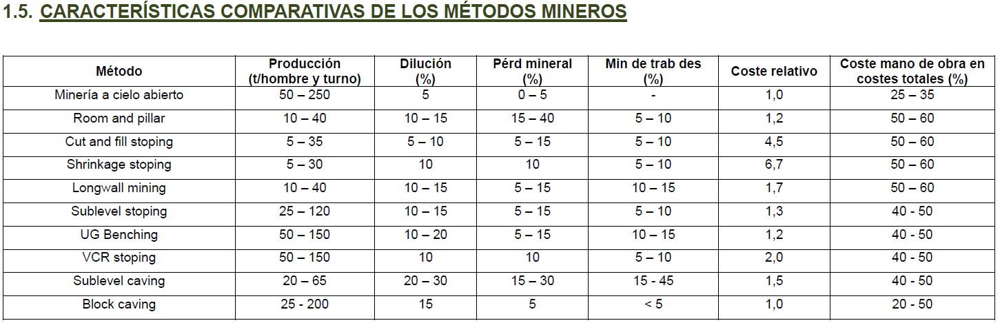 1.5. CARACTERÍSTICAS COMPARATIVAS DE LOS MÉTODOS MINEROS
Método Producción (t/hombre y turno) Dilución (%) Pérd mineral (%) Min de trab des (%) Coste relativo Coste mano de obra en costes totales (%)
Minería a cielo abierto 50 – 250 5 0 – 5 - 1,0 25 – 35
Room and pillar 10 – 40 10 – 15 15 – 40 5 – 10 1,2 50 – 60
Cut and fill stoping 5 – 35 5 – 10 5 – 15 5 – 10 4,5 50 – 60
Shrinkage stoping 5 – 30 10 10 5 – 10 6,7 50 – 60
Longwall mining 10 – 40 10 – 15 5 – 15 10 – 15 1,7 50 – 60
Sublevel stoping 25 – 120 10 – 15 5 – 15 5 – 10 1,3 40 - 50
UG Benching 50 – 150 10 – 20 5 – 15 10 – 15 1,2 40 - 50
VCR stoping 50 – 150 10 10 5 – 10 2,0 40 - 50
Sublevel caving 20 – 65 20 – 30 15 – 30 15 - 45 1,5 40 - 50
Block caving 25 - 200 15 5 < 5 1,0 20 - 50